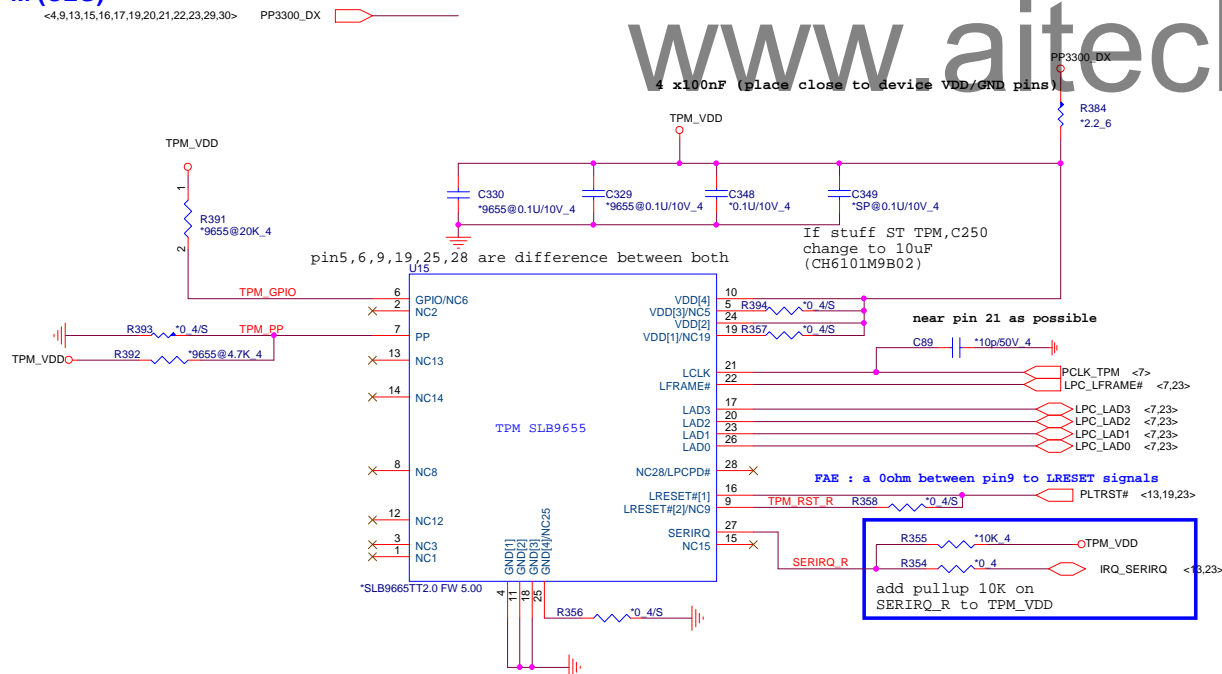 www.aitec
<4,9,13,15,16,17,19,20,21,22,23,29,30> PP3300_DX
PP3300_DX
4 x100nF (place close to device VDD/GND pins)
R384
*2.2_6
TPM_VDD
TPM_VDD
1
R391
*9655@20K_4
2
C330
*9655@0.1U/10V_4
C329
*9655@0.1U/10V_4
C348
*0.1U/10V_4
C349
*SP@0.1U/10V_4
If stuff ST TPM,C250
change to 10uF
(CH6101M9B02)
pin5,6,9,19,25,28 are difference between both
U15
TPM_GPIO
6 GPIO/NC6
2 NC2
R393 *0_4/S TPM_PP
7 PP
TPM_VDD R392 *9655@4.7K_4
13 NC13
14 NC14
8 NC8
12 NC12
3 NC3
1 NC1
TPM SLB9655
VDD[4] 10
VDD[3]/NC5 5 R394 *0_4/S
VDD[2] 24
VDD[1]/NC19 19 R357 *0_4/S
near pin 21 as possible
C89 *10p/50V_4
LCLK 21 PCLK_TPM <7>
LFRAME# 22 LPC_LFRAME# <7,23>
LAD3 17 LPC_LAD3 <7,23>
LAD2 20 LPC_LAD2 <7,23>
LAD1 23 LPC_LAD1 <7,23>
LAD0 26 LPC_LAD0 <7,23>
NC28/LPCPD# 28
FAE : a 0ohm between pin9 to LRESET signals
LRESET#[1] 16 PLTRST# <13,19,23>
LRESET#[2]/NC9 9 TPM_RST_R R358 *0_4/S
SERIRQ 27
NC15 15
SERIRQ_R
R355 *10K_4 TPM_VDD
R354 *0_4 IRQ_SERIRQ <13,23>
add pullup 10K on
SERIRQ_R to TPM_VDD
GND[1]
GND[2]
GND[3]
GND[4]/NC25
*SLB9665TT2.0 FW 5.00
4
11
18
25
R356 *0_4/S